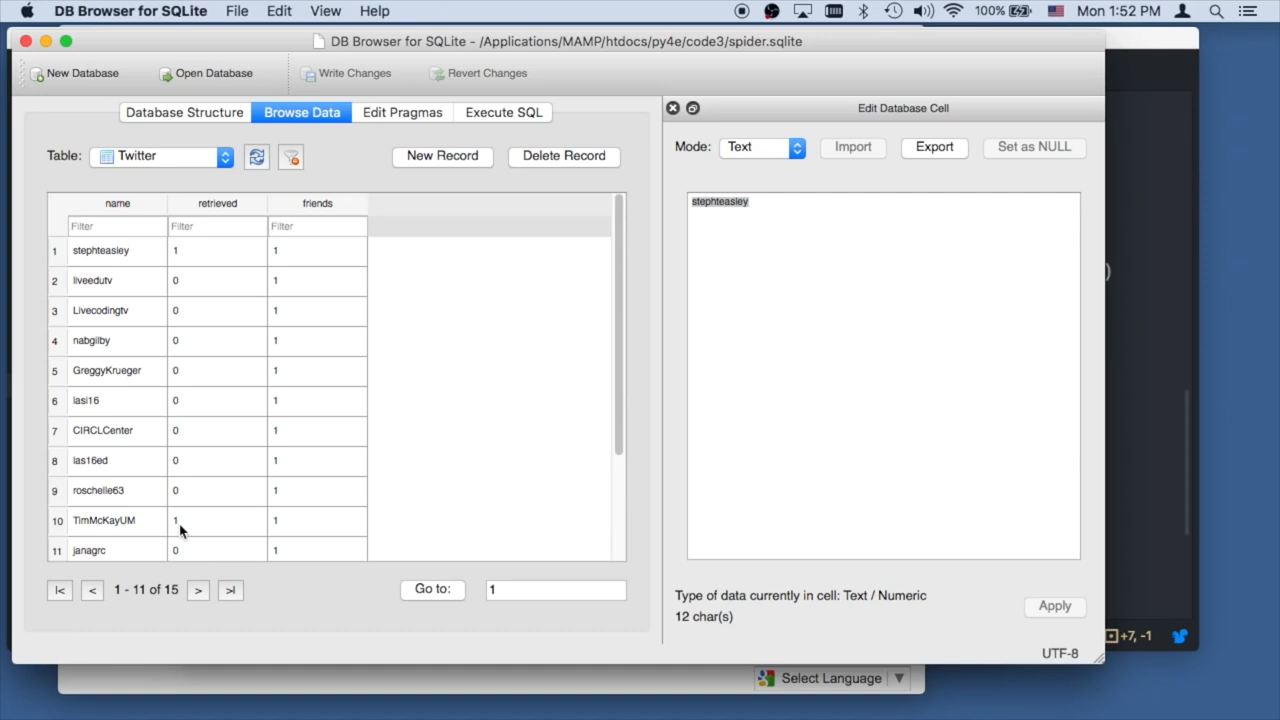 DB Browser for SQLite File Edit View Help 100% Mon 1:52 PM
DB Browser for SQLite - /Applications/MAMP/htdocs/py4e/code3/spider.sqlite
New Database Open Database Write Changes Revert Changes
Database Structure Browse Data Edit Pragmas Execute SQL
Edit Database Cell
Table: Twitter New Record Delete Record
Mode: Text Import Export Set as NULL
name retrieved friends
Filter Filter Filter
1 stephteasley 1 1
2 liveedutv 0 1
3 Livecodingtv 0 1
4 nabgilby 0 1
5 GreggyKrueger 0 1
6 lasi16 0 1
7 CIRCLCenter 0 1
8 las16ed 0 1
9 roschelle63 0 1
10 TimMcKayUM 1 1
11 janagrc 0 1
|< < 1 - 11 of 15 > >| Go to: 1
stephteasley
Type of data currently in cell: Text / Numeric
12 char(s)
Apply
UTF-8
)
+7, -1
Select Language ▼